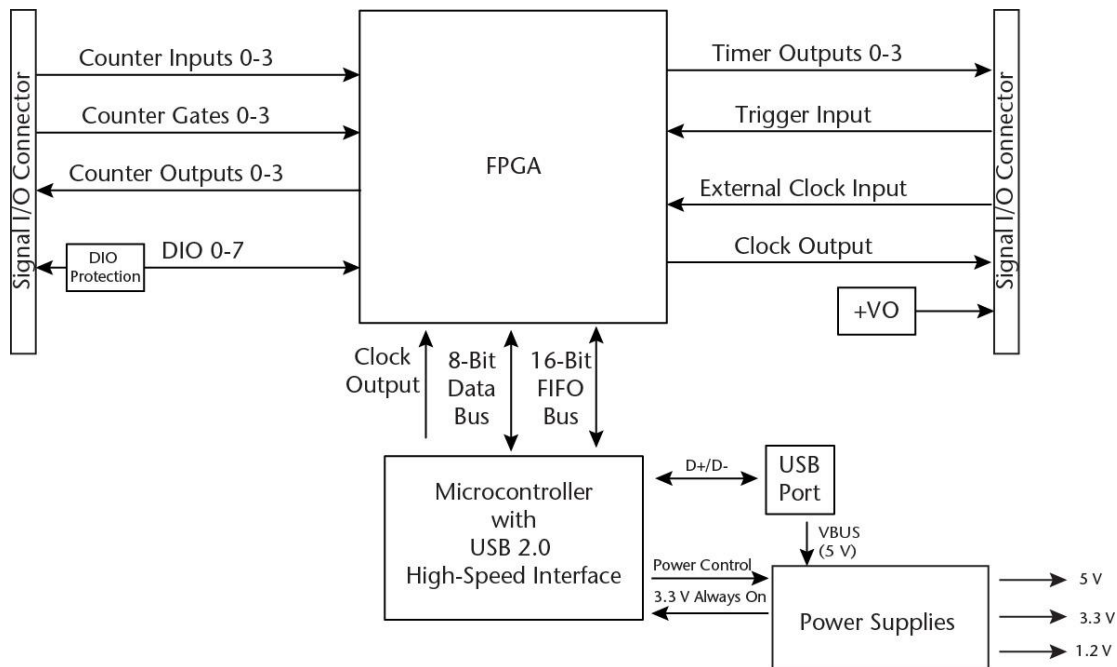 Signal I/O Connector
Counter Inputs 0-3
Counter Gates 0-3
Counter Outputs 0-3
DIO
Protection
DIO 0-7
FPGA
Timer Outputs 0-3
Trigger Input
External Clock Input
Clock Output
+VO
Signal I/O Connector
Clock
Output
8-Bit
Data
Bus
16-Bit
FIFO
Bus
Microcontroller
with
USB 2.0
High-Speed Interface
D+/D-
USB
Port
VBUS
(5 V)
Power Control
3.3 V Always On
Power Supplies
5 V
3.3 V
1.2 V